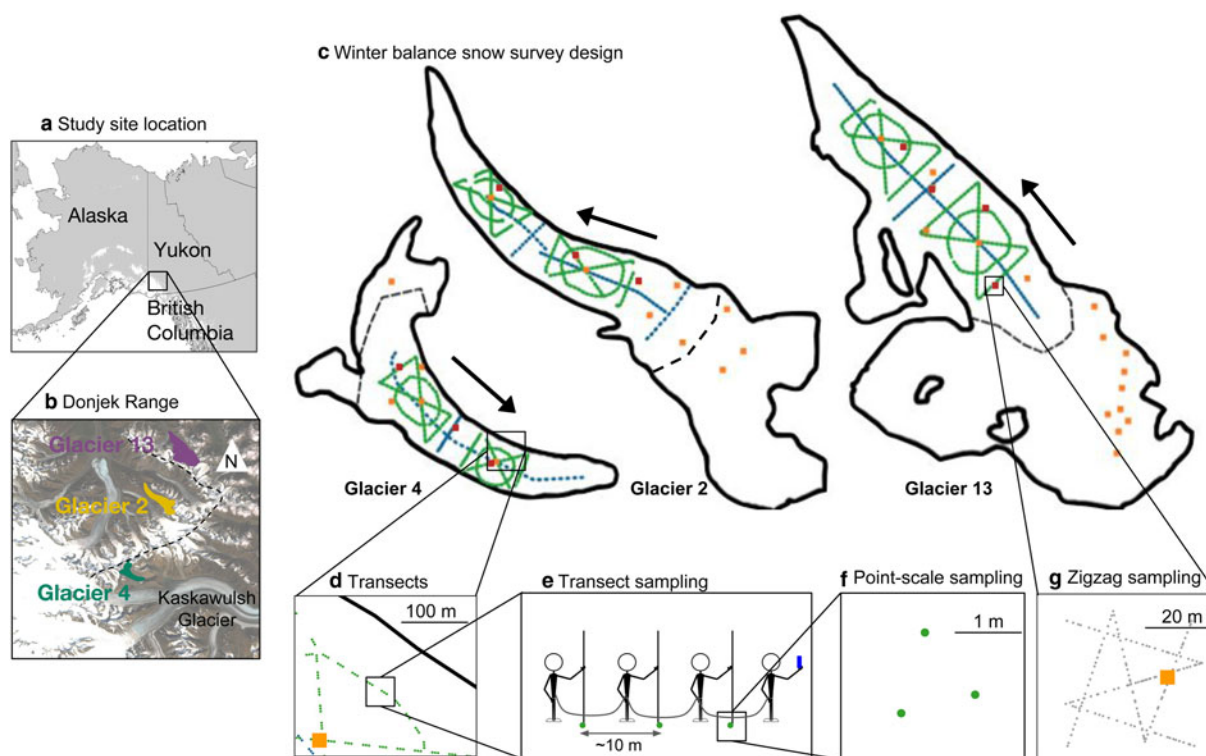 c Winter balance snow survey design
a Study site location
Alaska
Yukon
British
Columbia
b Donjek Range
Glacier 13
N
Glacier 2
Glacier 4
Kaskawulsh
Glacier
Glacier 4
Glacier 2
Glacier 13
d Transects
100 m
e Transect sampling
~10 m
f Point-scale sampling
1 m
g Zigzag sampling
20 m